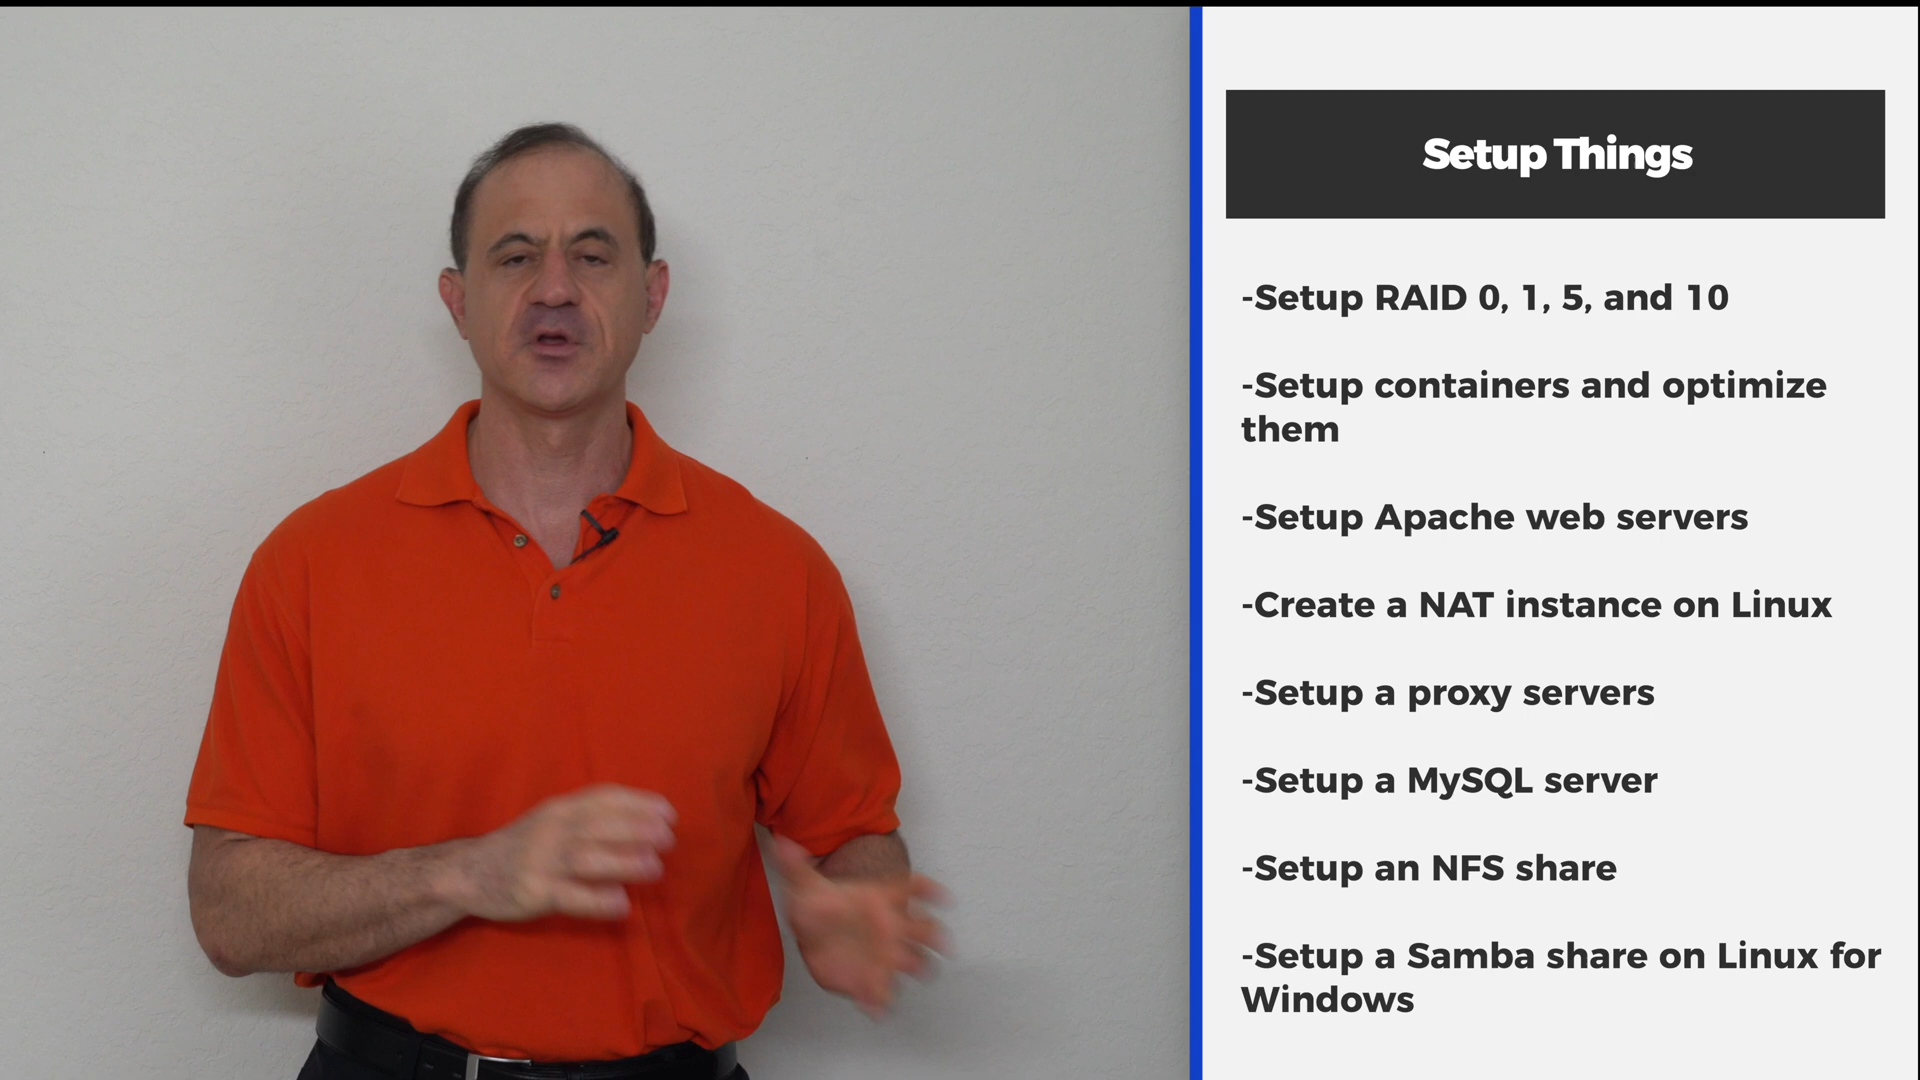 Setup Things
-Setup RAID 0, 1, 5, and 10
-Setup containers and optimize
them
-Setup Apache web servers
-Create a NAT instance on Linux
-Setup a proxy servers
-Setup a MySQL server
-Setup an NFS share
-Setup a Samba share on Linux for
Windows